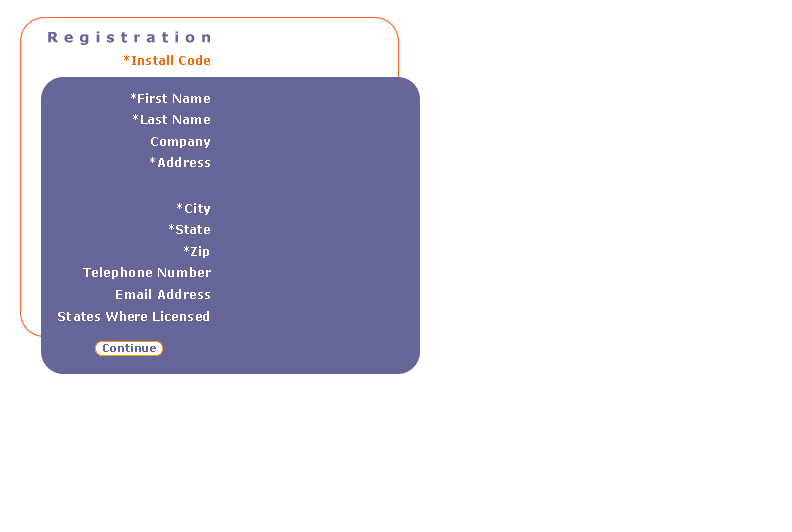 Registration
*Install Code
*First Name
*Last Name
Company
*Address
*City
*State
*Zip
Telephone Number
Email Address
States Where Licensed
Continue